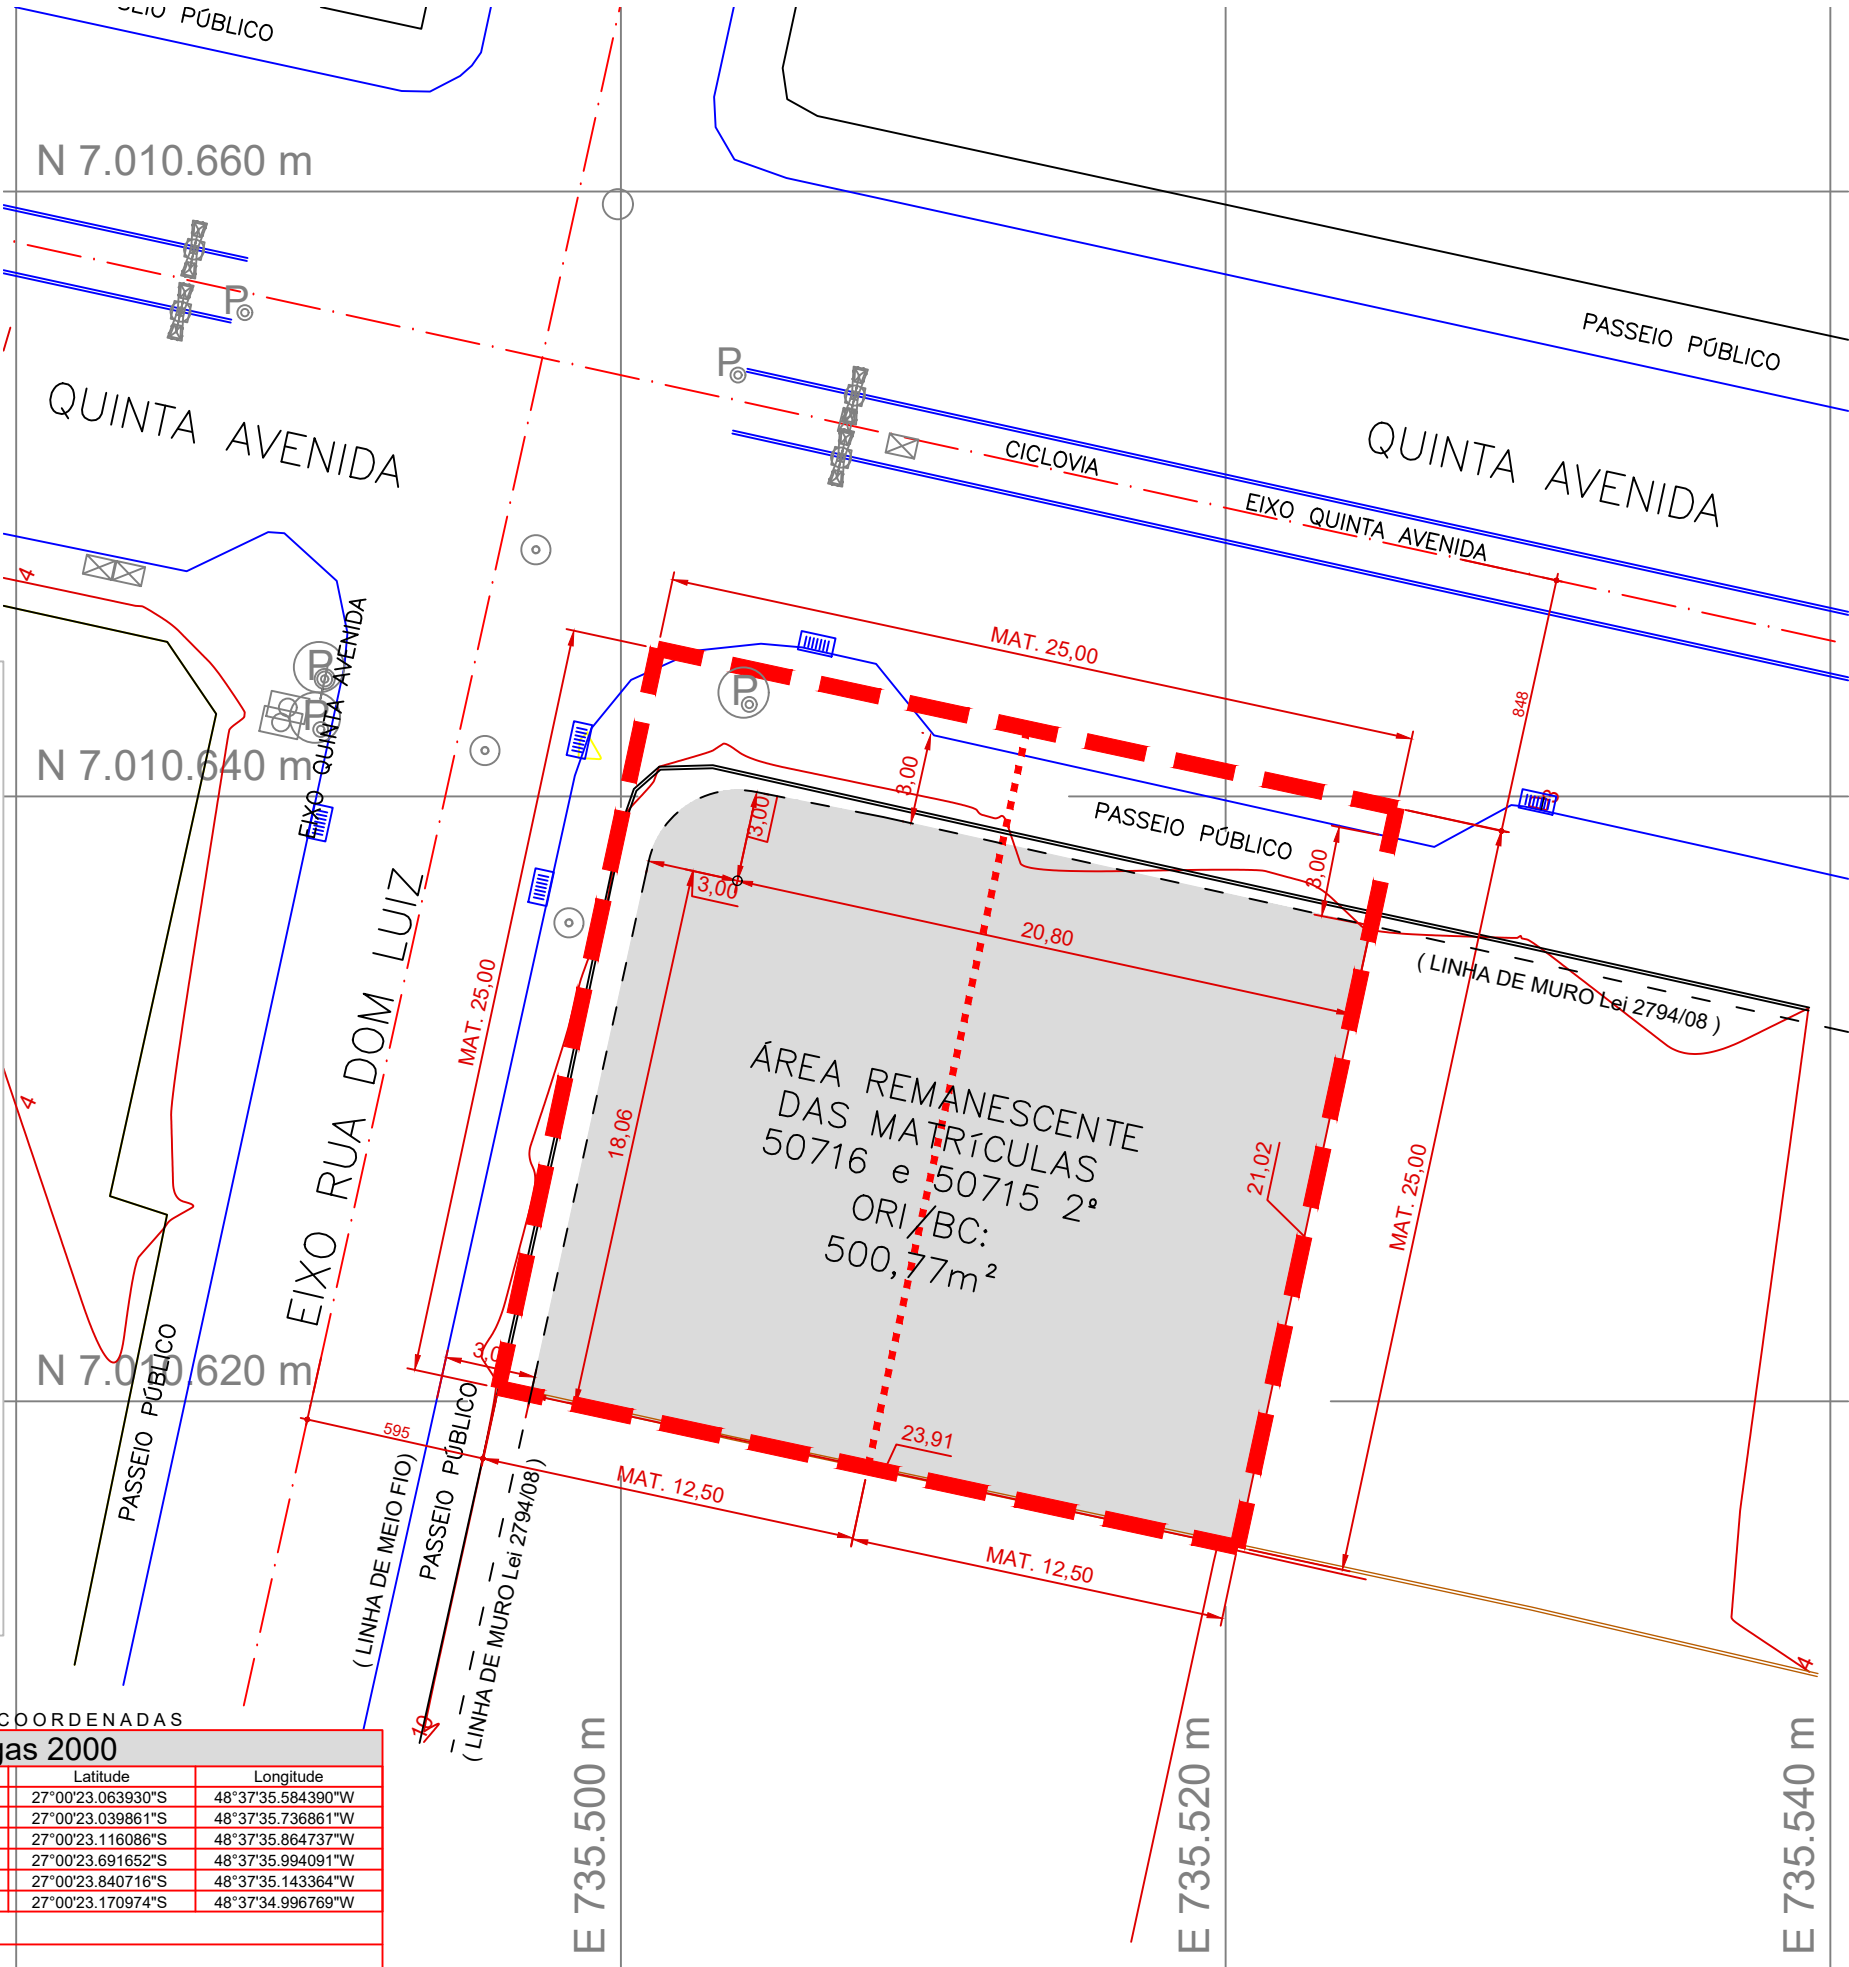 PÚBLICO
N 7.010.660 m
P
PASSEIO PÚBLICO
P
QUINTA AVENIDA
CICLOVIA
QUINTA AVENIDA
EIXO QUINTA AVENIDA
4
EIXO QUINTA AVENIDA
MAT. 25,00
P
P
P
848
N 7.010.640 m
3,00
3,00
PASSEIO PÚBLICO
3,00
3,00
20,80
( LINHA DE MURO Lei 2794/08 )
EIXO RUA DOM LUIZ
MAT. 25,00
4
ÁREA REMANESCENTE
DAS MATRÍCULAS
50716 e 50715 2º
ORI/BC:
500,77m²
18,06
21,02
MAT. 25,00
N 7.010.620 m
PASSEIO PÚBLICO
595
23,91
MAT. 12,50
MAT. 12,50
( LINHA DE MEIO FIO)
PASSEIO PÚBLICO
( LINHA DE MURO Lei 2794/08 )
4
COORDENADAS
gas 2000
Latitude Longitude
27°00'23.063930"S 48°37'35.584390"W
27°00'23.039861"S 48°37'35.736861"W
27°00'23.116086"S 48°37'35.864737"W
27°00'23.691652"S 48°37'35.994091"W
27°00'23.840716"S 48°37'35.143364"W
27°00'23.170974"S 48°37'34.996769"W
E 735.500 m
E 735.520 m
E 735.540 m